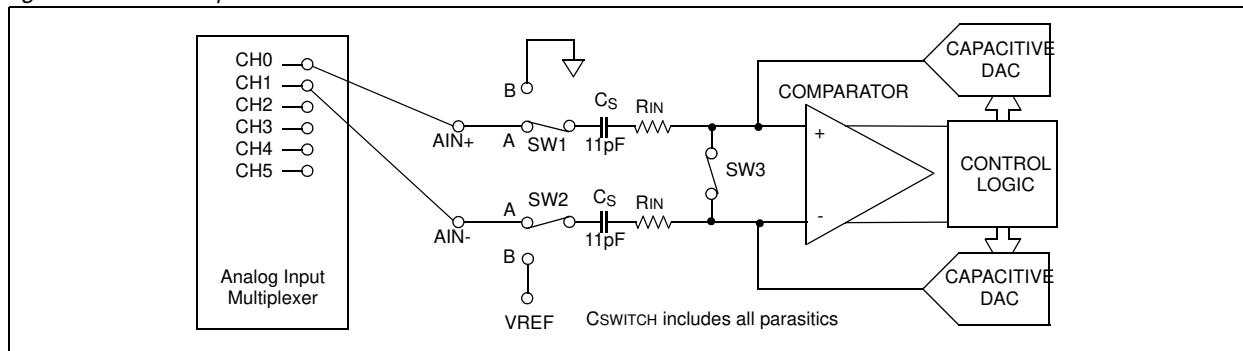 CH0
CH1
CH2
CH3
CH4
CH5
Analog Input
Multiplexer
AIN+
AIN-
B
A
SW1
CS
11pF
RIN
SW2
A
B
VREF
CS
11pF
RIN
SW3
COMPARATOR
+
-
CAPACITIVE
DAC
CONTROL
LOGIC
CAPACITIVE
DAC
CSWITCH includes all parasitics